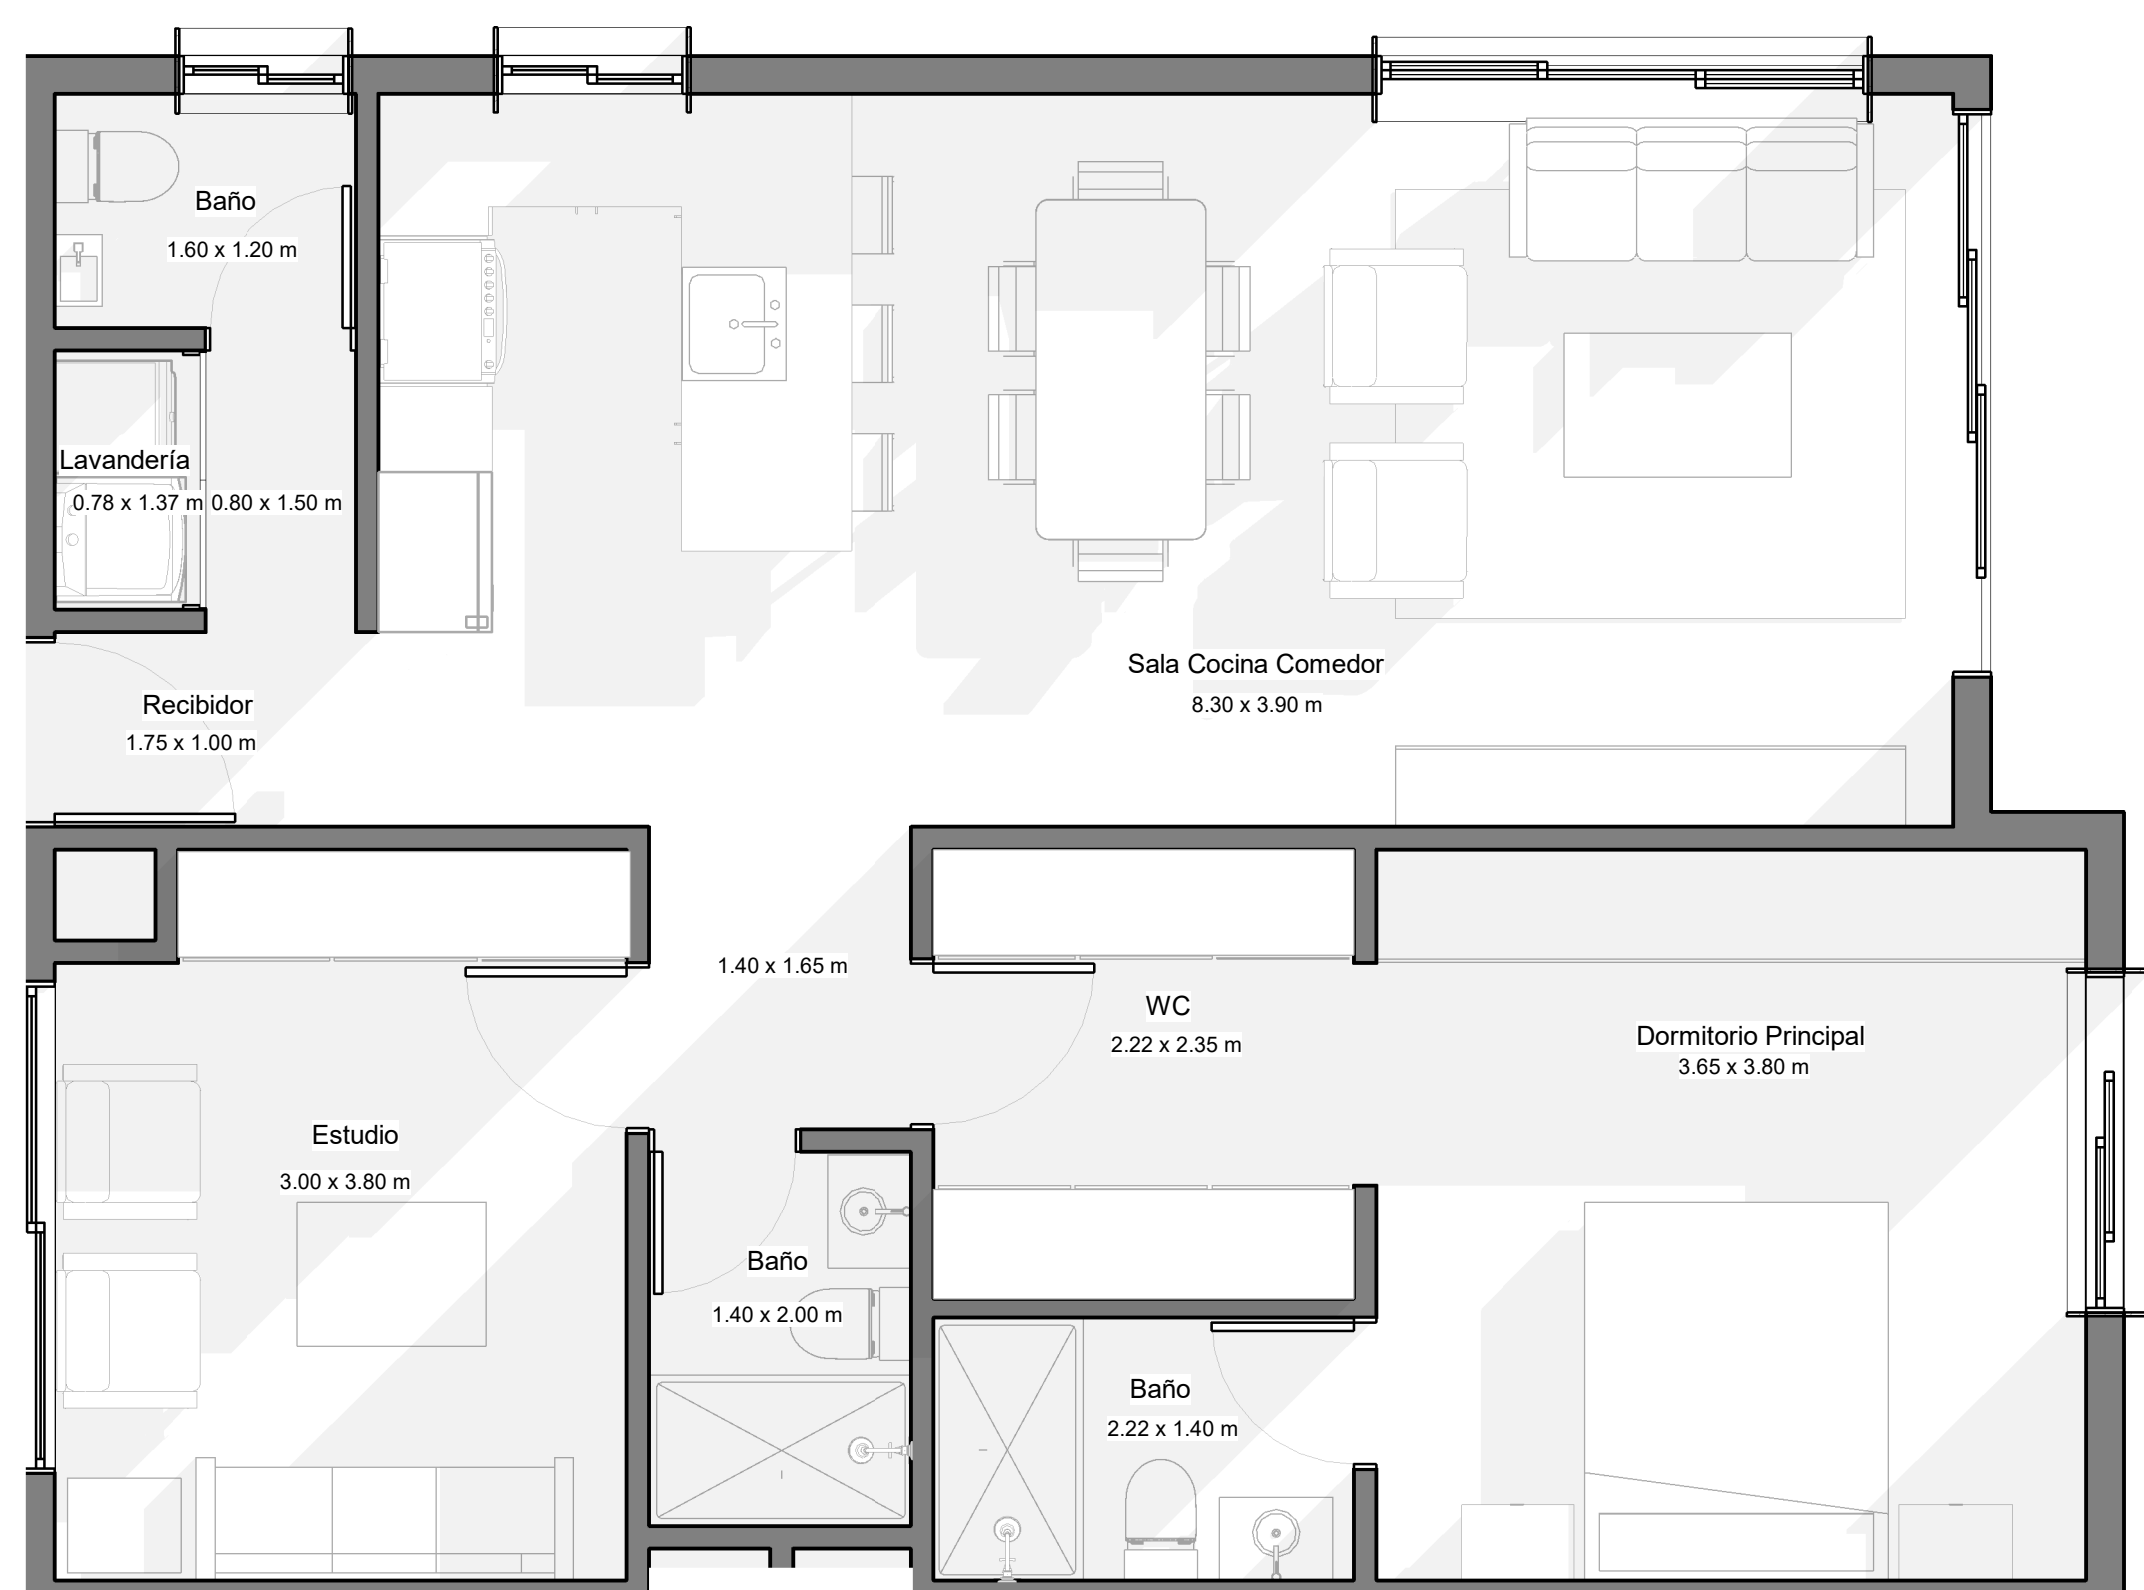 Baño
1.60 x 1.20 m
Lavandería
0.78 x 1.37 m 0.80 x 1.50 m
Sala Cocina Comedor
8.30 x 3.90 m
Recibidor
1.75 x 1.00 m
1.40 x 1.65 m
WC
2.22 x 2.35 m
Dormitorio Principal
3.65 x 3.80 m
Estudio
3.00 x 3.80 m
Baño
1.40 x 2.00 m
Baño
2.22 x 1.40 m